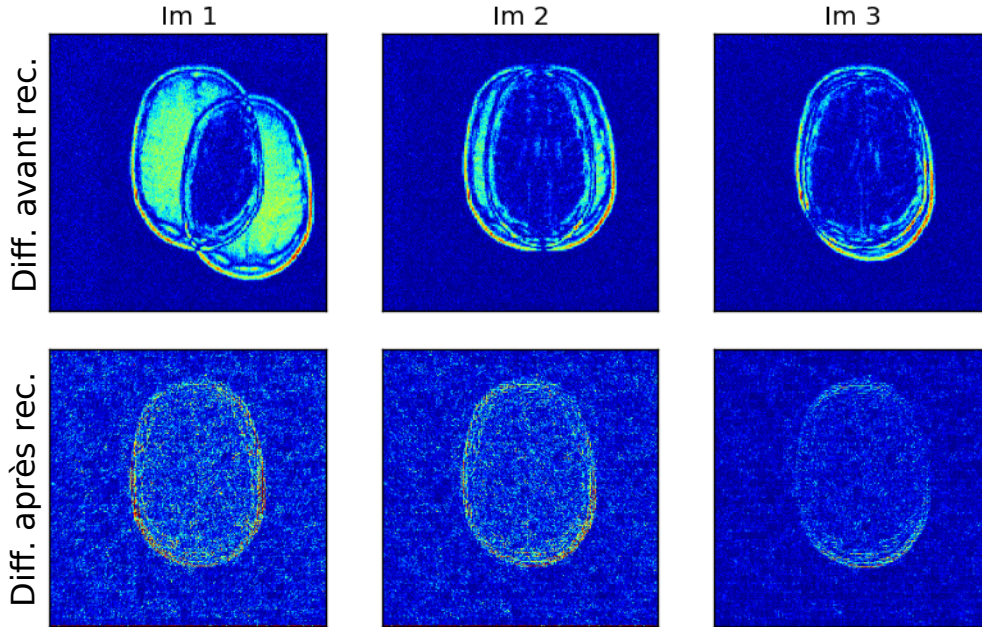 Im 1
Im 2
Im 3
Diff. avant rec.
Diff. après rec.